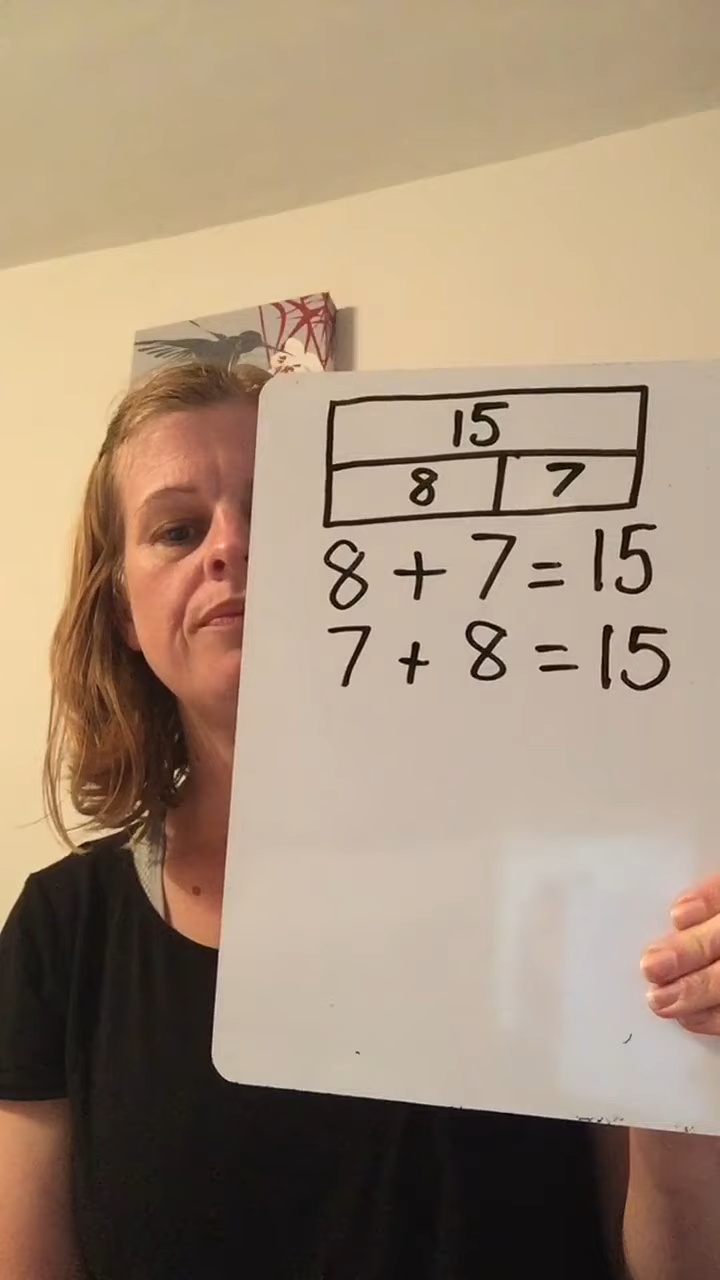 15
8 7
8 + 7 = 15
7 + 8 = 15